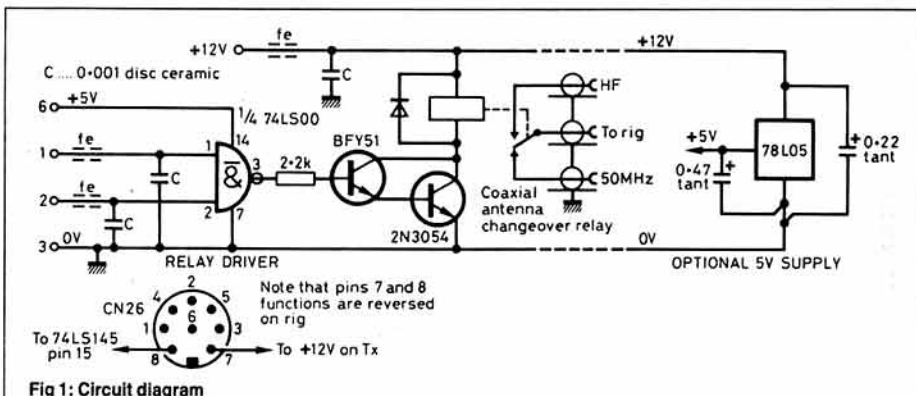 +12V
fe
C .... 0·001 disc ceramic
C
6
+5V
1/4 74LS00
14
1
fe
1
&
3
2·2k
BFY51
2N3054
2
fe
C
C
2
7
3
0V
RELAY DRIVER
HF
To rig
50MHz
Coaxial
antenna
changeover relay
+12V
+5V
78L05
0·47
tant
+
+
0·22
tant
0V
OPTIONAL 5V SUPPLY
CN26
2
4
5
6
1
3
8
7
To 74LS145
pin 15
To +12V on Tx
Note that pins 7 and 8
functions are reversed
on rig
Fig 1: Circuit diagram